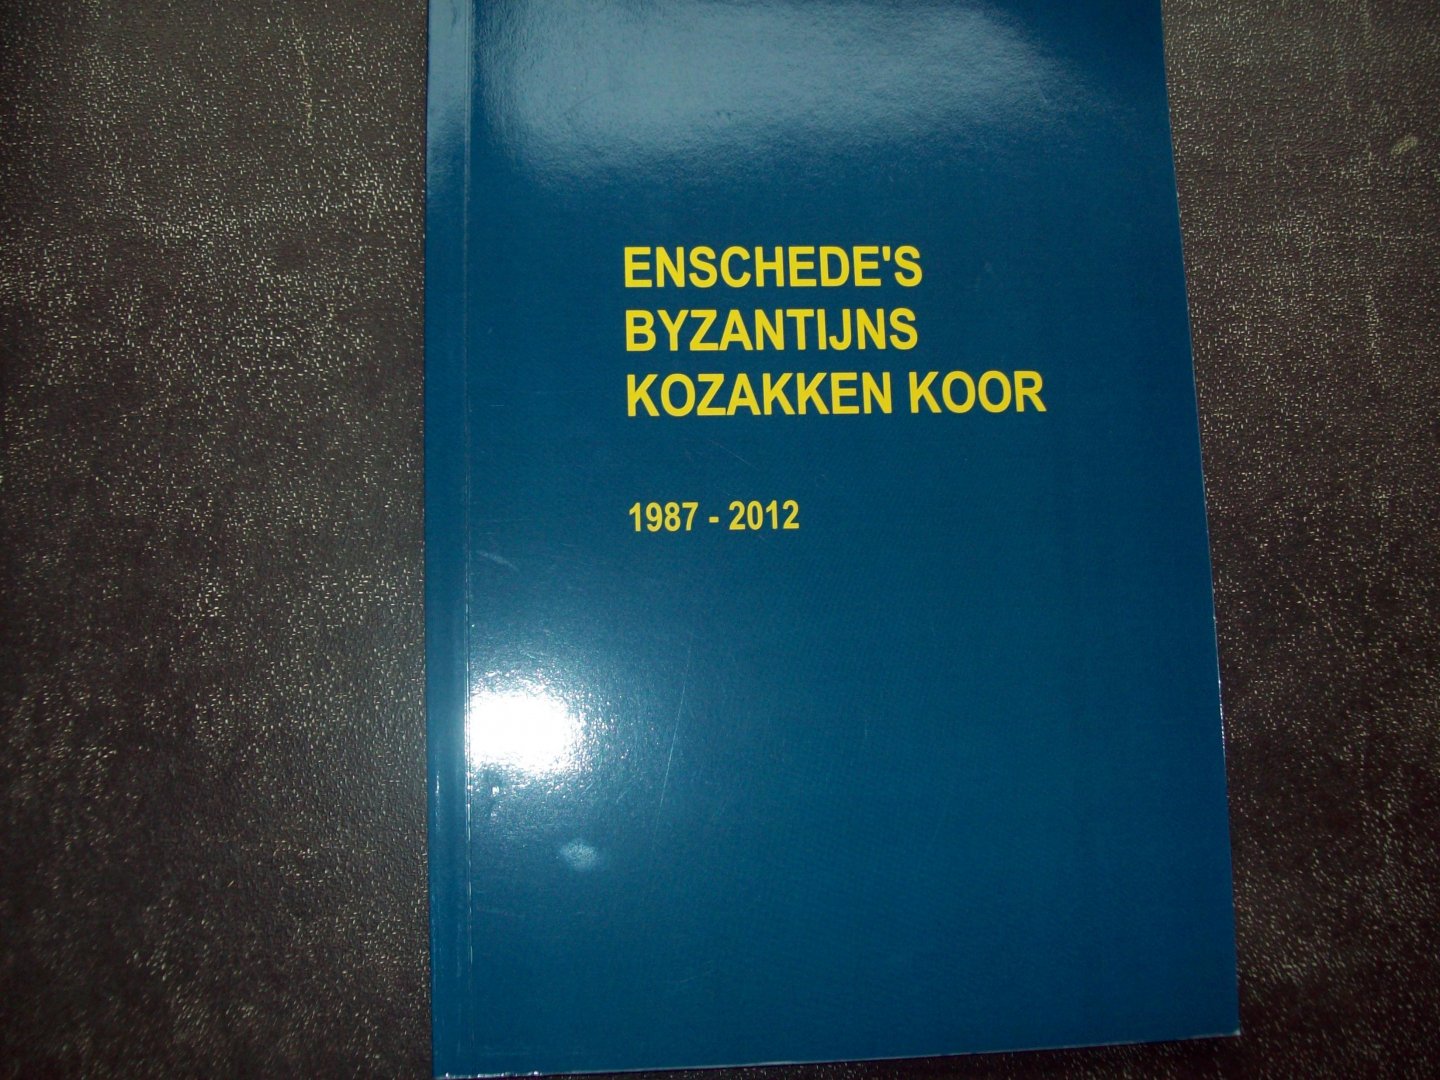 ENSCHEDE'S
BYZANTIJNS
KOZAKKEN KOOR
1987 - 2012